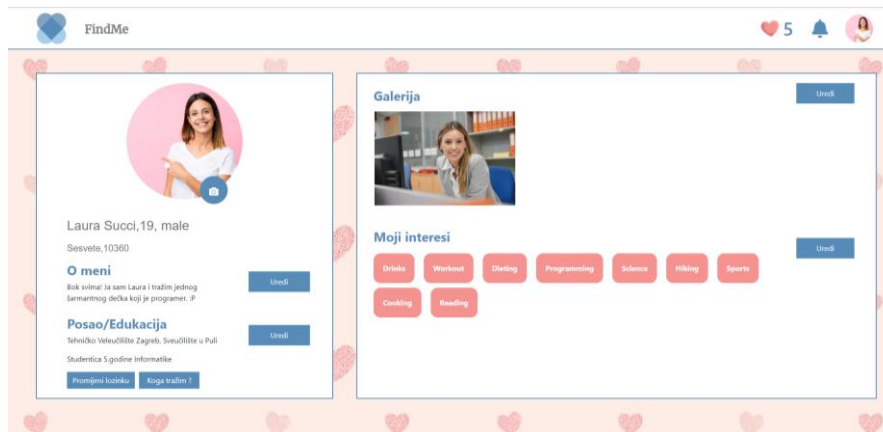 FindMe
5
Laura Succi,19, male
Sesvete,10360
O meni
Bok svima! Ja sam Laura i tražim jednog
šarmantnog dečka koji je programer. :P
Uredi
Posao/Edukacija
Tehničko Veleučilište Zagreb, Sveučilište u Puli
Studentica 5.godine Informatike
Uredi
Promijeni lozinku
Koga tražim ?
Galerija
Uredi
Moji interesi
Uredi
Drinks Workout Dieting Programming Science Hiking Sports
Cooking Reading